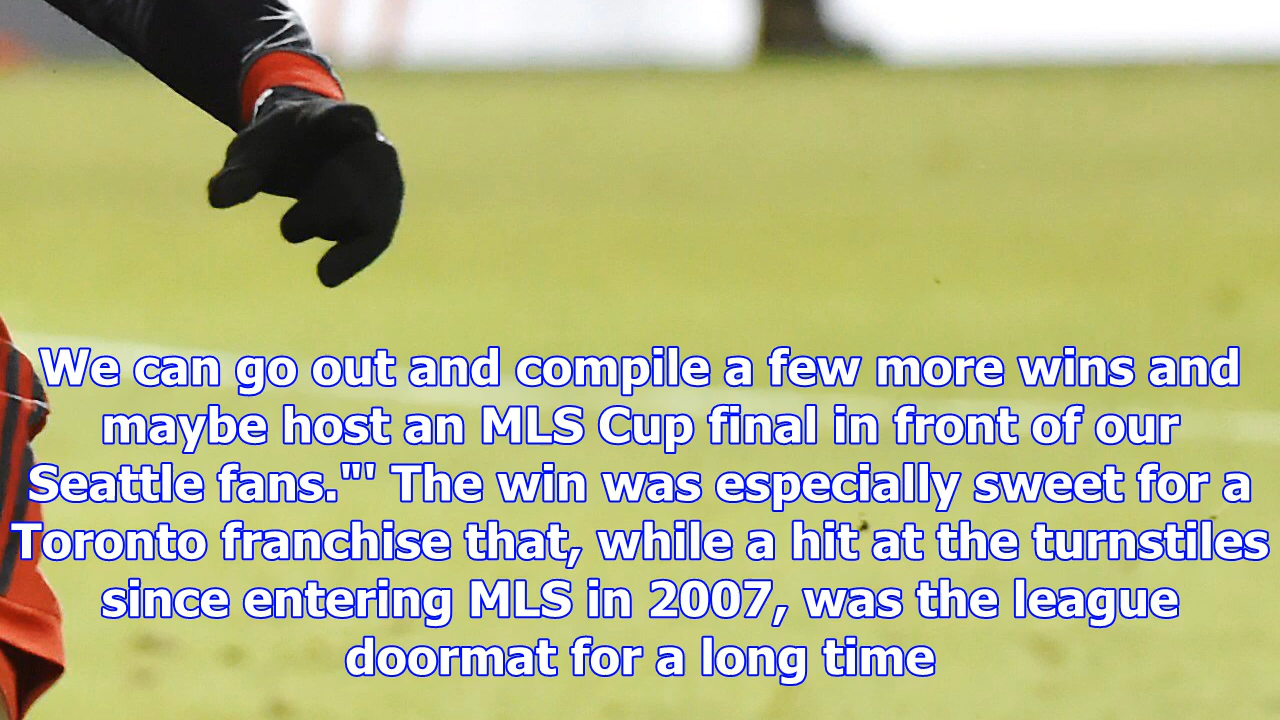 We can go out and compile a few more wins and
maybe host an MLS Cup final in front of our
Seattle fans."' The win was especially sweet for a
Toronto franchise that, while a hit at the turnstiles
since entering MLS in 2007, was the league
doormat for a long time